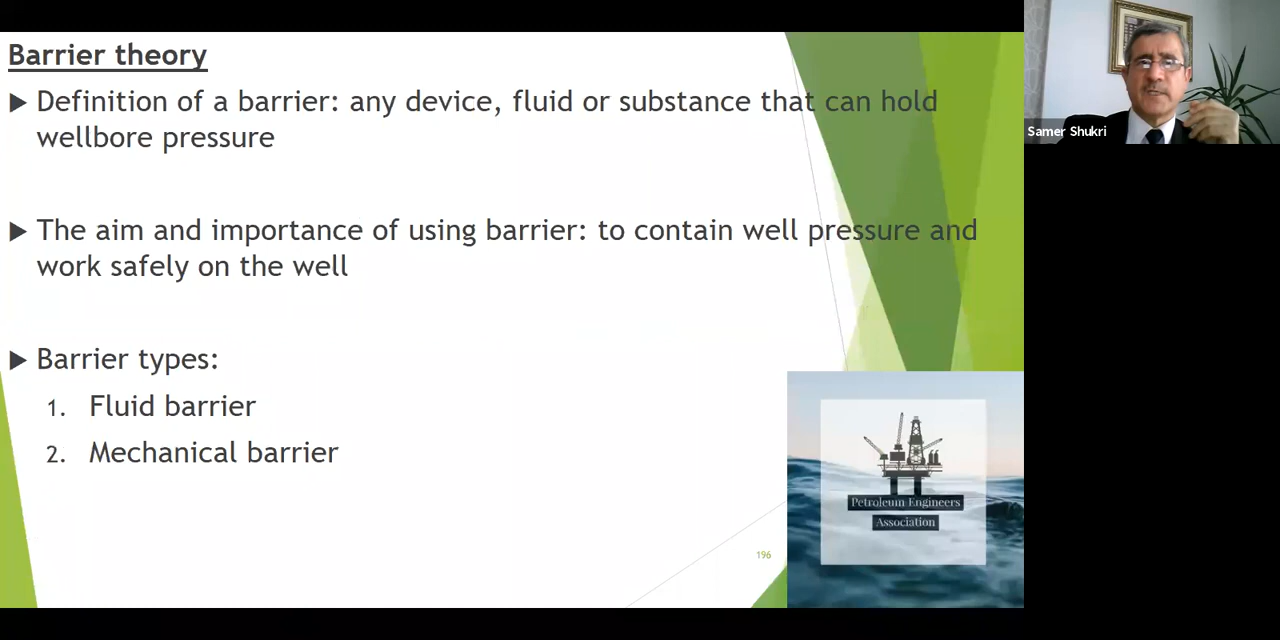 Barrier theory
Definition of a barrier: any device, fluid or substance that can hold
wellbore pressure
The aim and importance of using barrier: to contain well pressure and
work safely on the well
Barrier types:
1. Fluid barrier
2. Mechanical barrier
Petroleum Engineers
Association
196
Samer Shukri